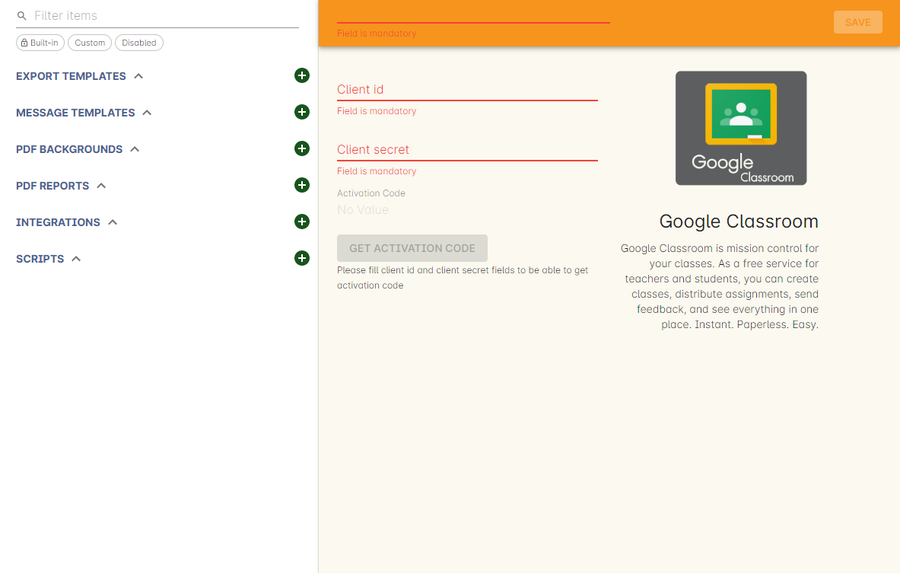 Filter items
Built-in
Custom
Disabled
EXPORT TEMPLATES
MESSAGE TEMPLATES
PDF BACKGROUNDS
PDF REPORTS
INTEGRATIONS
SCRIPTS
Field is mandatory
SAVE
Client id
Field is mandatory
Client secret
Field is mandatory
Activation Code
No Value
GET ACTIVATION CODE
Please fill client id and client secret fields to be able to get
activation code
Google
Classroom
Google Classroom
Google Classroom is mission control for
your classes. As a free service for
teachers and students, you can create
classes, distribute assignments, send
feedback, and see everything in one
place. Instant. Paperless. Easy.